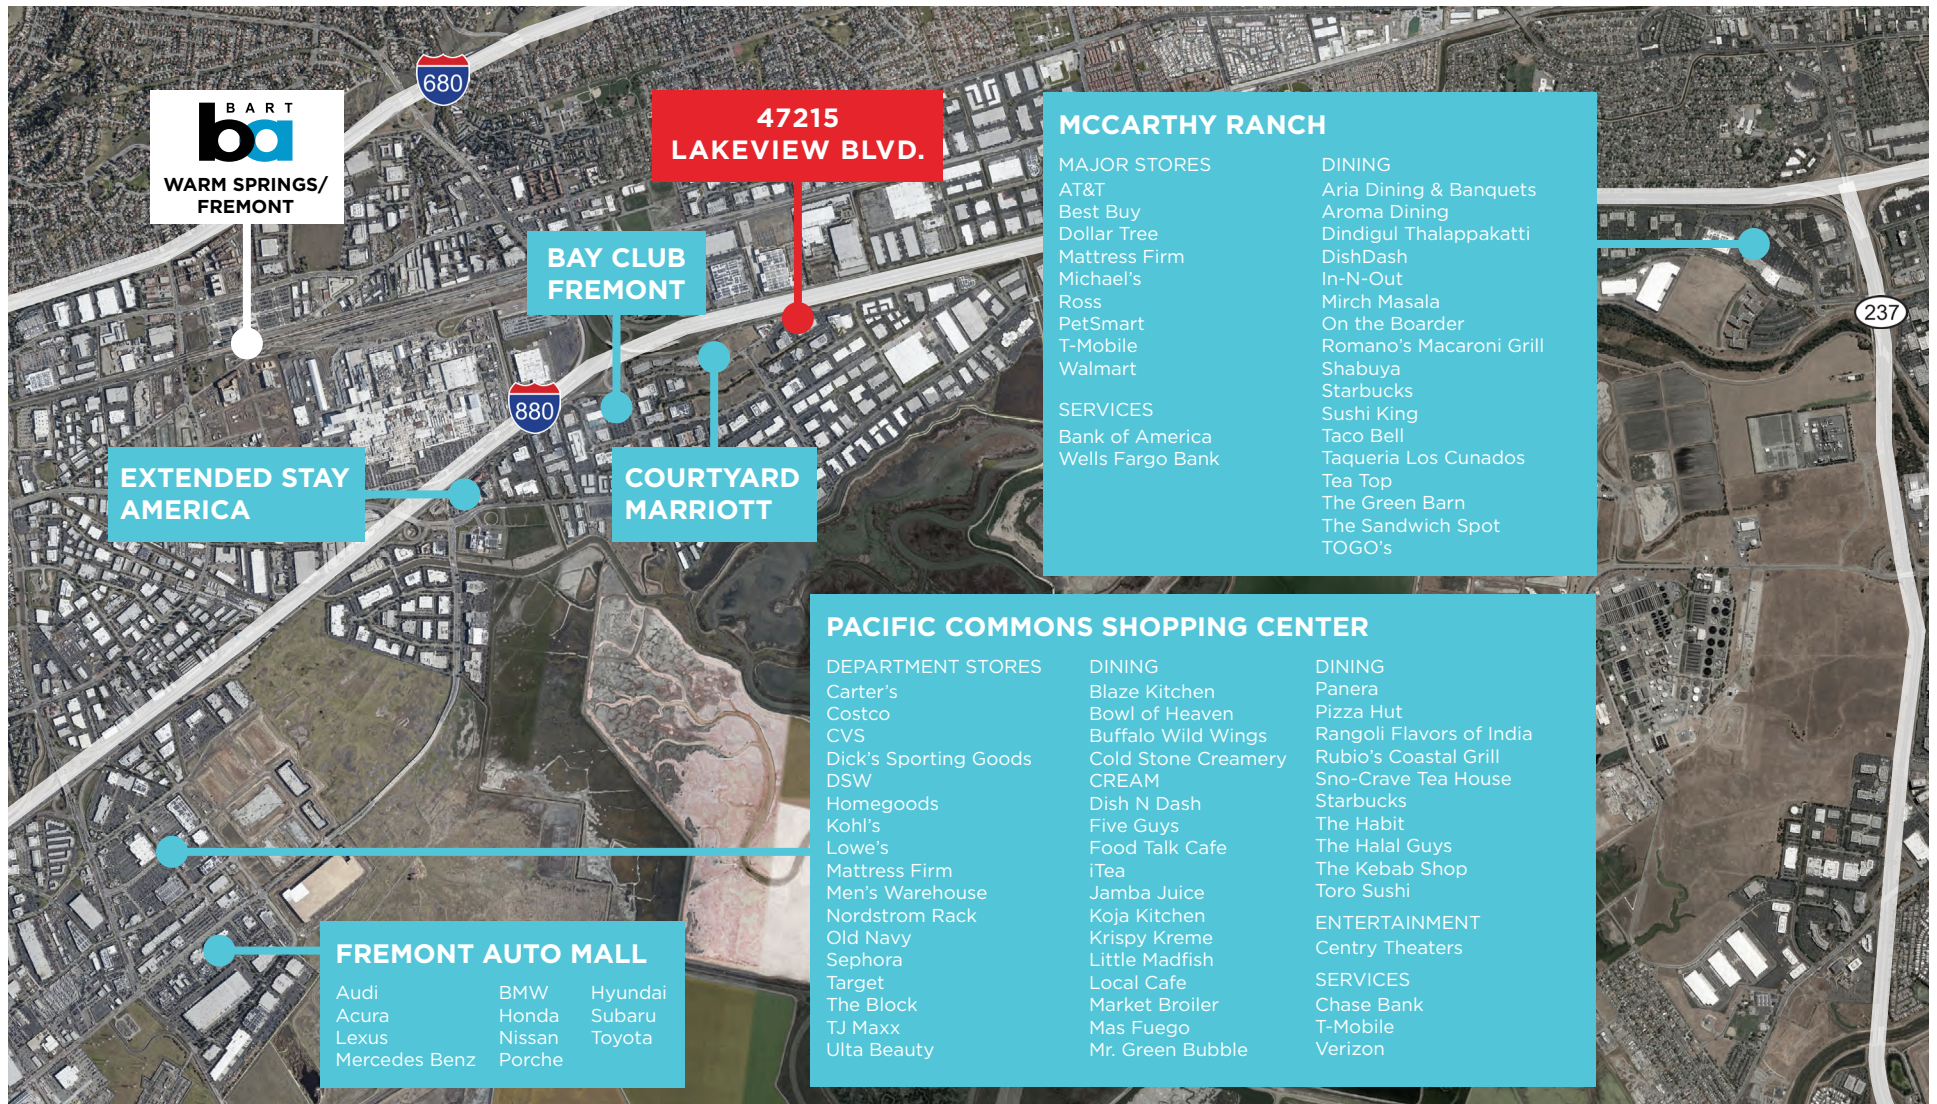 680
BART
ba
WARM SPRINGS/
FREMONT
47215
LAKEVIEW BLVD.
BAY CLUB
FREMONT
880
EXTENDED STAY
AMERICA
COURTYARD
MARRIOTT
237
MCCARTHY RANCH
MAJOR STORES
AT&T
Best Buy
Dollar Tree
Mattress Firm
Michael's
Ross
PetSmart
T-Mobile
Walmart
SERVICES
Bank of America
Wells Fargo Bank
DINING
Aria Dining & Banquets
Aroma Dining
Dindigul Thalappakatti
DishDash
In-N-Out
Mirch Masala
On the Boarder
Romano's Macaroni Grill
Shabuya
Starbucks
Sushi King
Taco Bell
Taqueria Los Cunados
Tea Top
The Green Barn
The Sandwich Spot
TOGO's
PACIFIC COMMONS SHOPPING CENTER
DEPARTMENT STORES
Carter's
Costco
CVS
Dick's Sporting Goods
DSW
Homegoods
Kohl's
Lowe's
Mattress Firm
Men's Warehouse
Nordstrom Rack
Old Navy
Sephora
Target
The Block
TJ Maxx
Ulta Beauty
DINING
Blaze Kitchen
Bowl of Heaven
Buffalo Wild Wings
Cold Stone Creamery
CREAM
Dish N Dash
Five Guys
Food Talk Cafe
iTea
Jamba Juice
Koja Kitchen
Krispy Kreme
Little Madfish
Local Cafe
Market Broiler
Mas Fuego
Mr. Green Bubble
DINING
Panera
Pizza Hut
Rangoli Flavors of India
Rubio's Coastal Grill
Sno-Crave Tea House
Starbucks
The Habit
The Halal Guys
The Kebab Shop
Toro Sushi
ENTERTAINMENT
Centry Theaters
SERVICES
Chase Bank
T-Mobile
Verizon
FREMONT AUTO MALL
Audi
Acura
Lexus
Mercedes Benz
BMW
Honda
Nissan
Porche
Hyundai
Subaru
Toyota